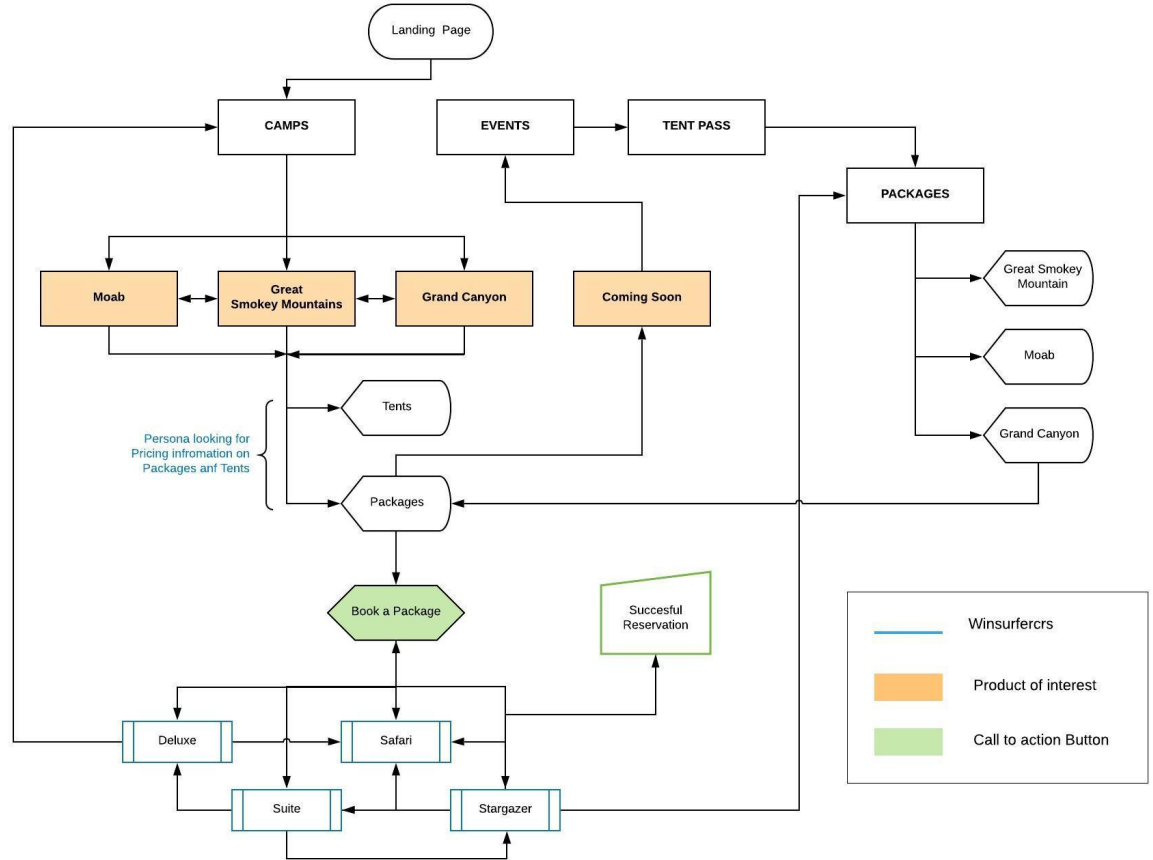 Landing Page
CAMPS
EVENTS
TENT PASS
PACKAGES
Moab
Great
Smokey Mountains
Grand Canyon
Coming Soon
Great Smokey
Mountain
Moab
Grand Canyon
Tents
Persona looking for
Pricing infromation on
Packages anf Tents
Packages
Book a Package
Succesful
Reservation
Winsurfercrs
Product of interest
Call to action Button
Deluxe
Safari
Suite
Stargazer